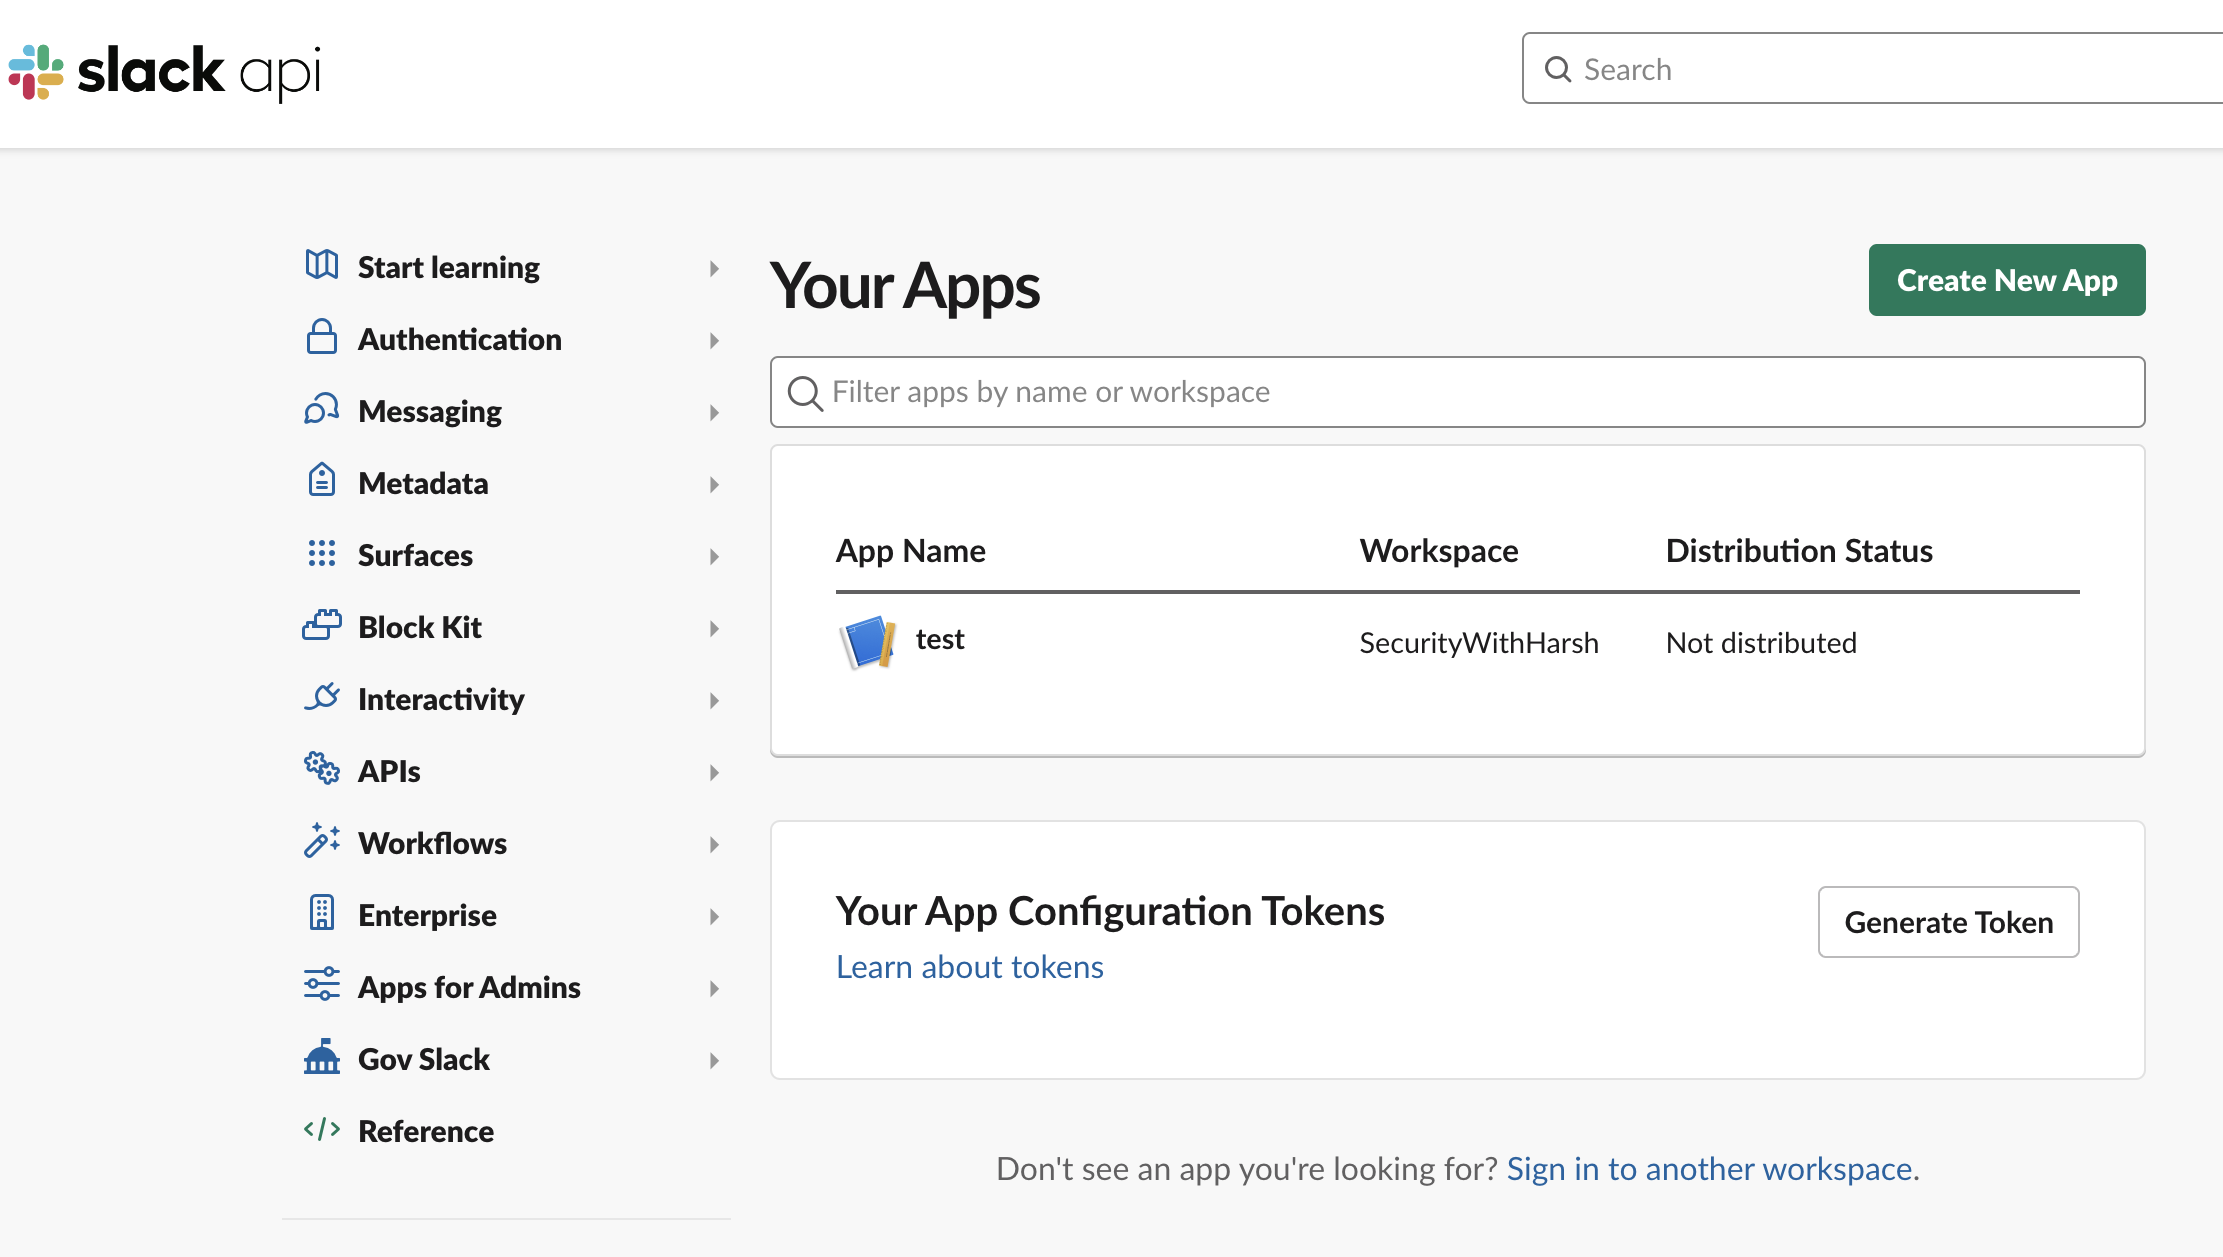 slack api
Search
Start learning
Authentication
Messaging
Metadata
Surfaces
Block Kit
Interactivity
APIs
Workflows
Enterprise
Apps for Admins
Gov Slack
Reference
Your Apps
Create New App
Filter apps by name or workspace
App Name Workspace Distribution Status
test SecurityWithHarsh Not distributed
Your App Configuration Tokens
Generate Token
Learn about tokens
Don't see an app you're looking for? Sign in to another workspace.